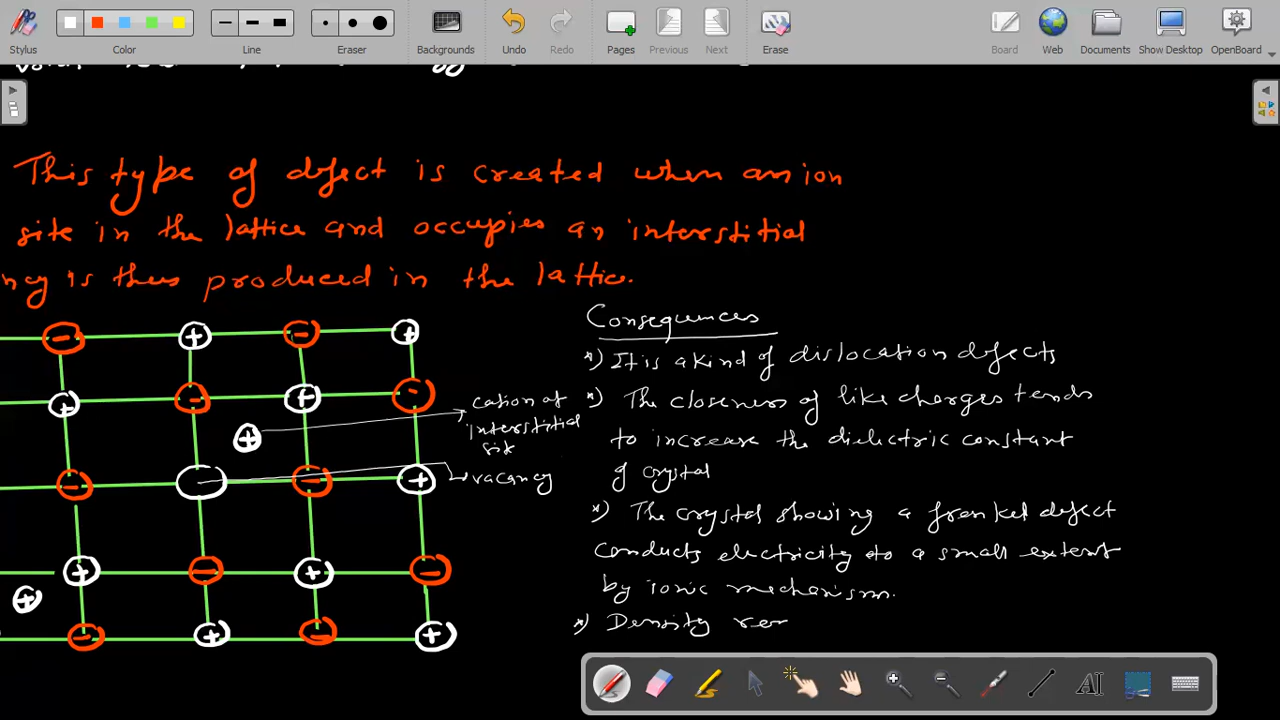 Stylus
Color
Line
Eraser
Backgrounds
Undo
Redo
Pages
Previous
Next
Erase
Board
Web
Documents
Show Desktop
OpenBoard
This type of defect is created when an ion
site in the lattice and occupies an interstitial
ncy is thus produced in the lattice.
Consequences
*) It is a kind of dislocation defects
*) The closeness of like charges tends
to increase the dielectric constant
of crystal
*) The crystal showing a frenkel defect
conducts electricity to a small extent
by ionic mechanism.
*) Density rem
cation at
interstitial
site
vacancy
- + - +
+ - + -
+
- - +
+ - + -
+
- + - +